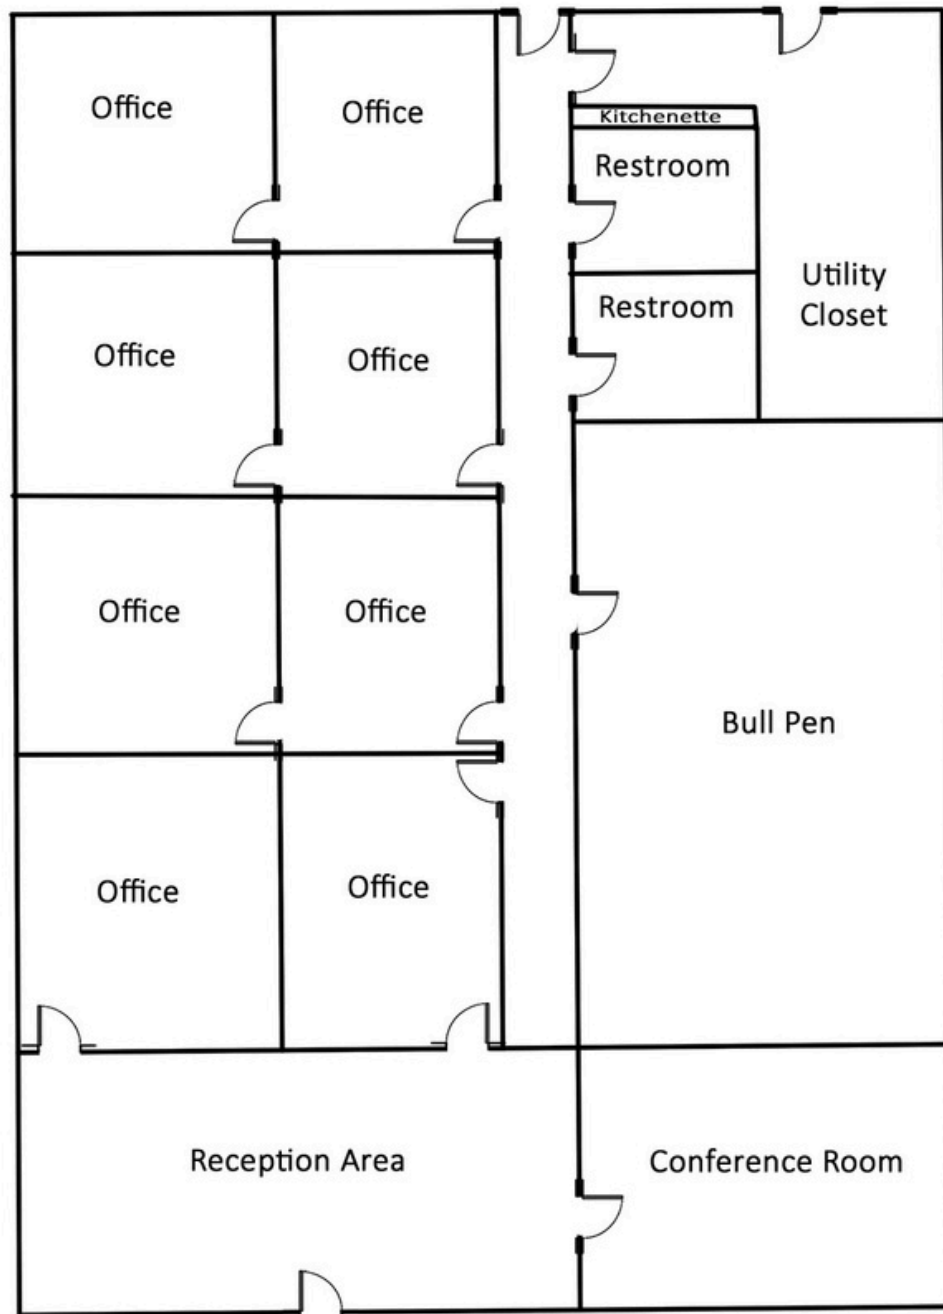 Office
Office
Kitchenette
Restroom
Utility
Closet
Restroom
Office
Office
Office
Office
Bull Pen
Office
Office
Reception Area
Conference Room